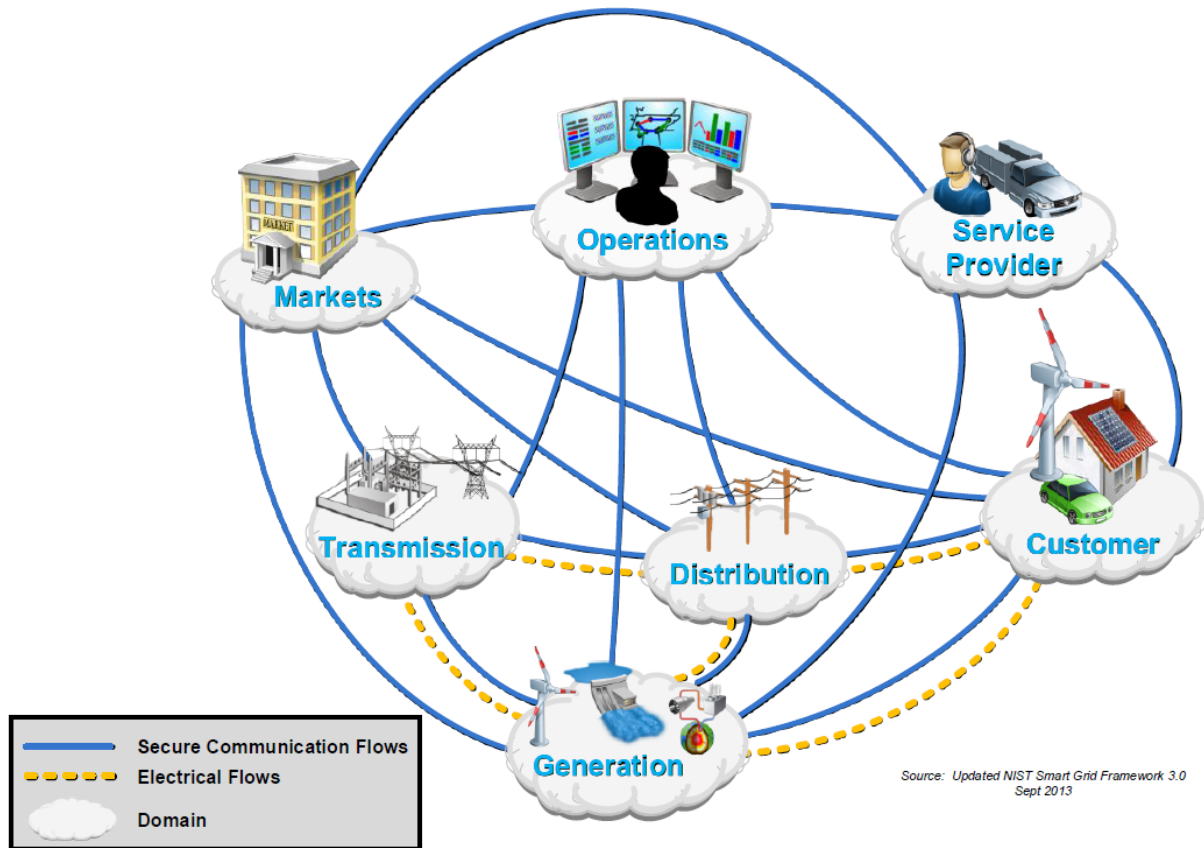 MARKET
Operations
Service
Provider
Markets
Transmission
Distribution
Customer
Generation
Secure Communication Flows
Electrical Flows
Domain
Source: Updated NIST Smart Grid Framework 3.0
Sept 2013